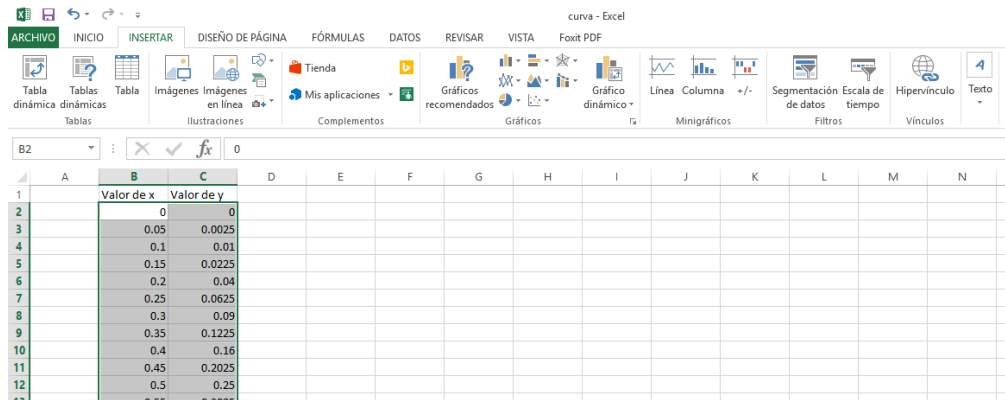 curva - Excel
ARCHIVO INICIO INSERTAR DISEÑO DE PÁGINA FÓRMULAS DATOS REVISAR VISTA Foxit PDF
Tabla dinámica
Tablas dinámicas
Tabla
Tablas
Imágenes
Imágenes en línea
Ilustraciones
Tienda
Mis aplicaciones
Complementos
Gráficos recomendados
Gráfico dinámico
Gráficos
Línea
Columna
+/-
Minigráficos
Segmentación de datos
Escala de tiempo
Filtros
Hipervínculo
Vínculos
Texto
B2 fx 0
A B C D E F G H I J K L M N
1 Valor de x Valor de y
2 0 0
3 0.05 0.0025
4 0.1 0.01
5 0.15 0.0225
6 0.2 0.04
7 0.25 0.0625
8 0.3 0.09
9 0.35 0.1225
10 0.4 0.16
11 0.45 0.2025
12 0.5 0.25